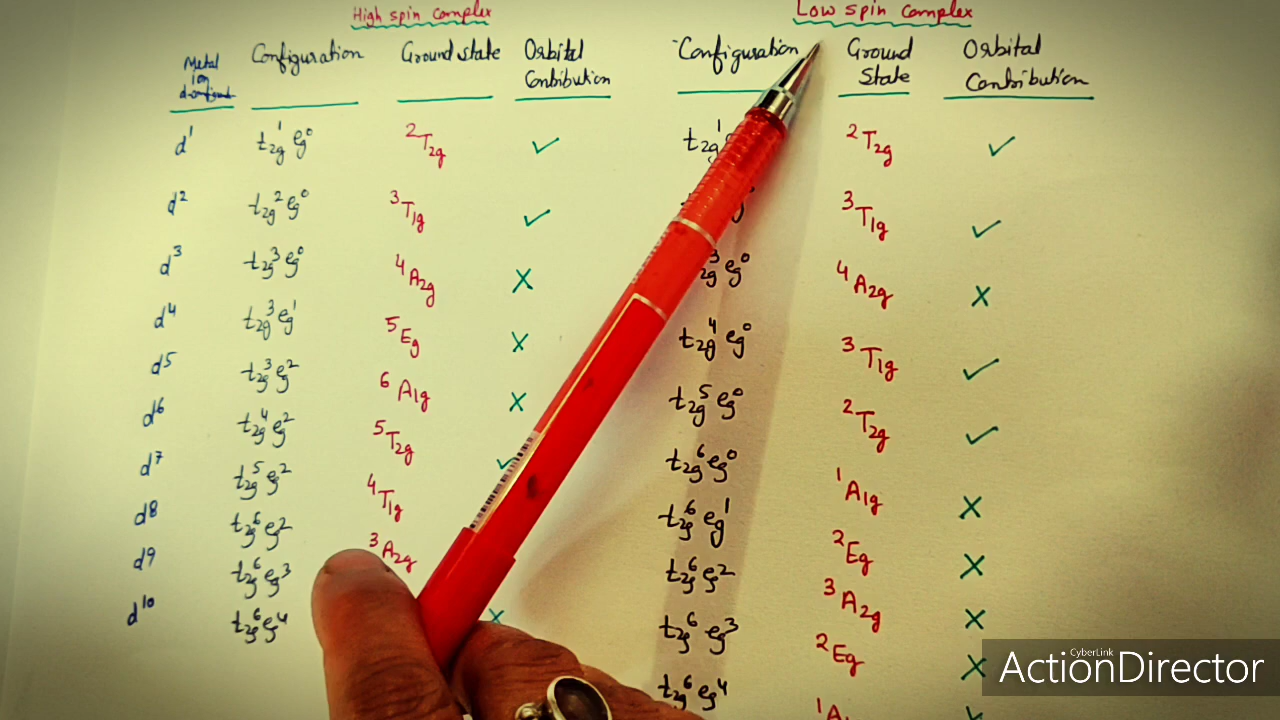 High spin complex Low spin complex
Metal ion Configuration Ground state Orbital Contribution Configuration Ground State Orbital Contribution
d¹ t₂g¹ eg⁰ ²T₂g ✓ t₂g¹ ²T₂g ✓
d² t₂g² eg⁰ ³T₁g ✓ ³T₁g ✓
d³ t₂g³ eg⁰ ⁴A₂g X eg⁰ ⁴A₂g X
d⁴ t₂g³ eg¹ ⁵Eg X t₂g⁴ eg⁰ ³T₁g ✓
d⁵ t₂g³ eg² ⁶A₁g X t₂g⁵ eg⁰ ²T₂g ✓
d⁶ t₂g⁴ eg² ⁵T₂g ✓ t₂g⁶ eg⁰ ¹A₁g X
d⁷ t₂g⁵ eg² ⁴T₁g t₂g⁶ eg¹ ²Eg X
d⁸ t₂g⁶ eg² ³A₂g t₂g⁶ eg² ³A₂g X
d⁹ t₂g⁶ eg³ t₂g⁶ eg³ ²Eg X
d¹⁰ t₂g⁶ eg⁴ X t₂g⁶ eg⁴
CyberLink
ActionDirector